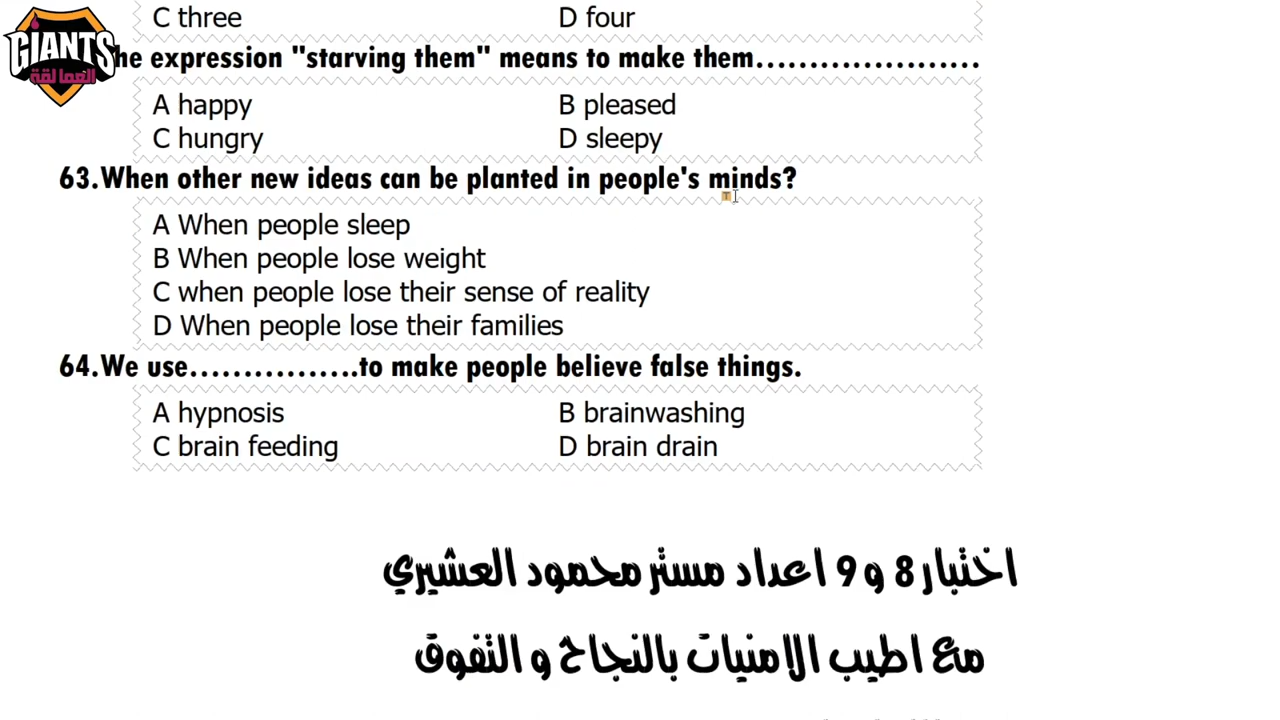 GIANTS
العمالقة
C three D four
he expression "starving them" means to make them…………………
A happy B pleased
C hungry D sleepy
63.When other new ideas can be planted in people's minds?
A When people sleep
B When people lose weight
C when people lose their sense of reality
D When people lose their families
64.We use…………….to make people believe false things.
A hypnosis B brainwashing
C brain feeding D brain drain
اختبار 8 و 9 اعداد مستر محمود العشيري
مع اطيب الامنيات بالنجاح و التفوق